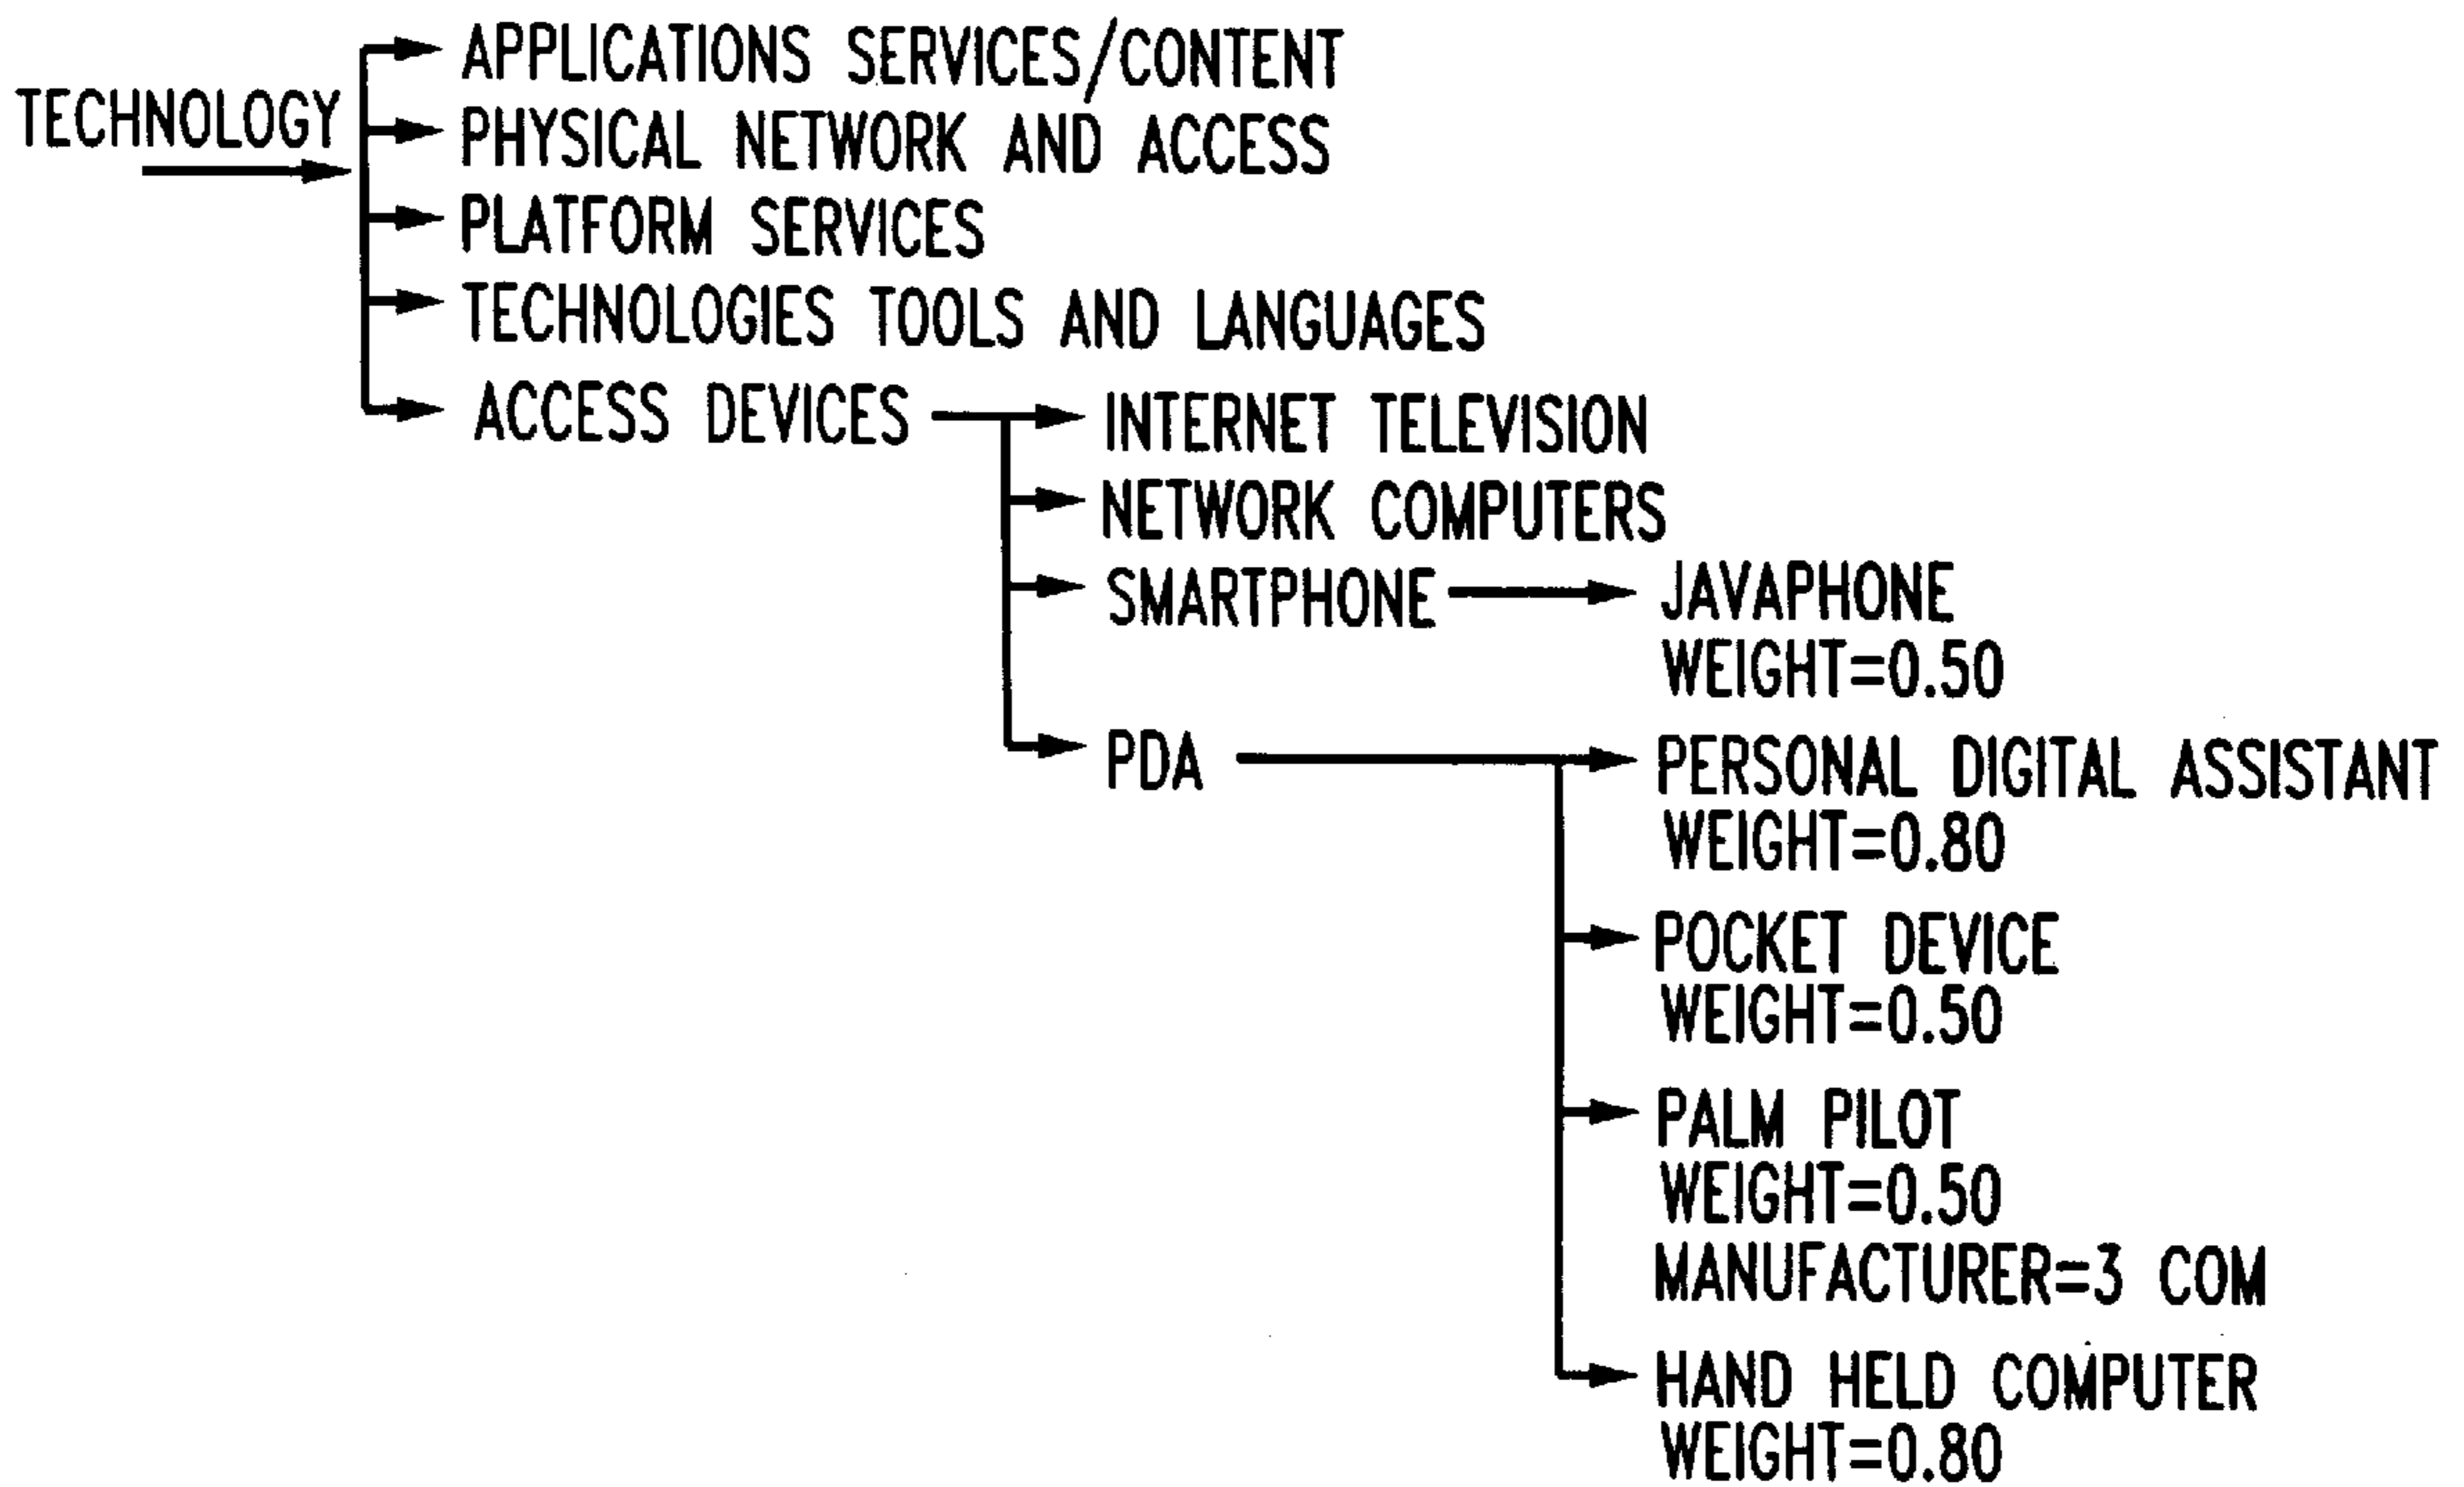 APPLICATIONS SERVICES/CONTENT
TECHNOLOGY
PHYSICAL NETWORK AND ACCESS
PLATFORM SERVICES
TECHNOLOGIES TOOLS AND LANGUAGES
ACCESS DEVICES
INTERNET TELEVISION
NETWORK COMPUTERS
SMARTPHONE
JAVAPHONE
WEIGHT=0.50
PDA
PERSONAL DIGITAL ASSISTANT
WEIGHT=0.80
POCKET DEVICE
WEIGHT=0.50
PALM PILOT
WEIGHT=0.50
MANUFACTURER=3 COM
HAND HELD COMPUTER
WEIGHT=0.80